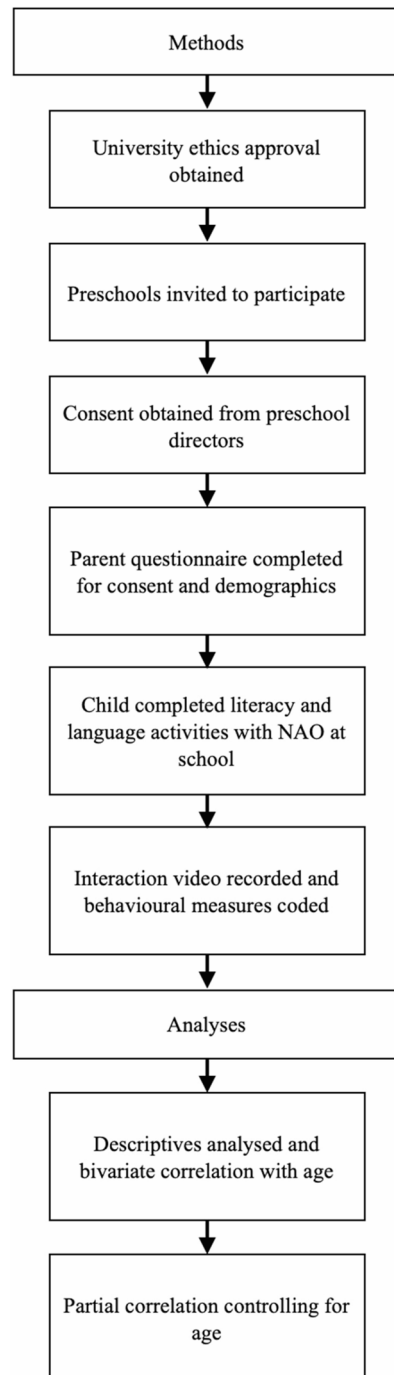 Methods
University ethics approval
obtained
Preschools invited to participate
Consent obtained from preschool
directors
Parent questionnaire completed
for consent and demographics
Child completed literacy and
language activities with NAO at
school
Interaction video recorded and
behavioural measures coded
Analyses
Descriptives analysed and
bivariate correlation with age
Partial correlation controlling for
age